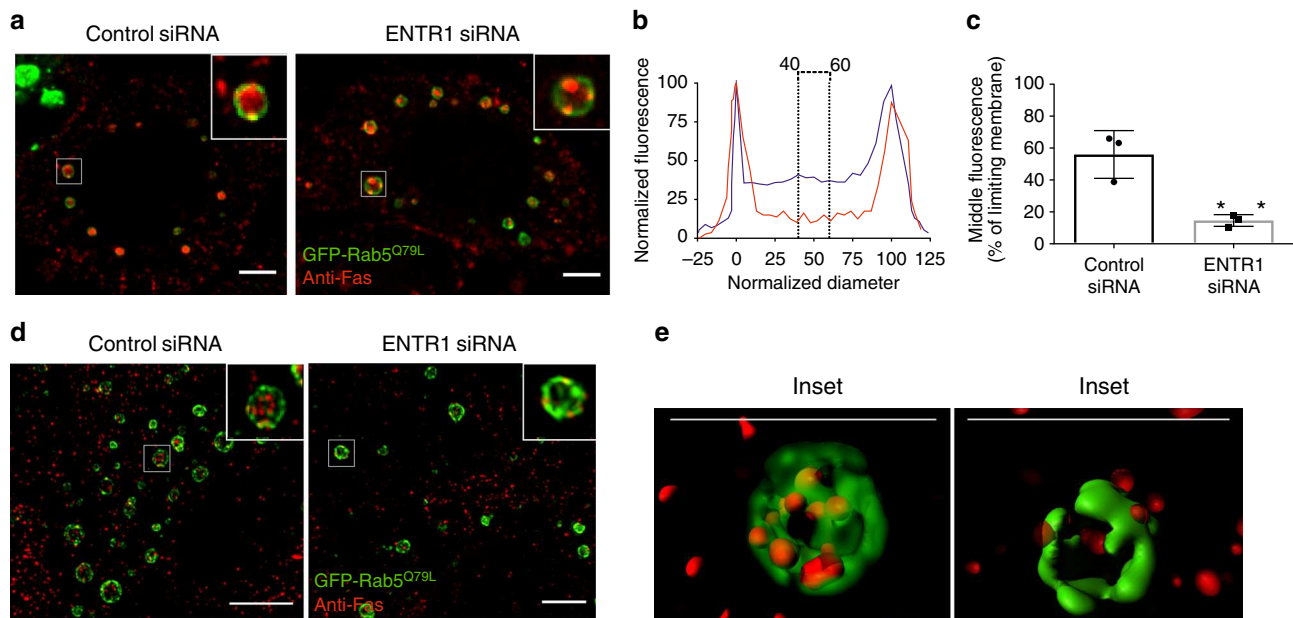 a
Control siRNA
ENTR1 siRNA
GFP-Rab5Q79L
Anti-Fas
b
40
60
Normalized fluorescence
100
75
50
25
0
−25
0
25
50
75
100
125
Normalized diameter
c
Middle fluorescence
(% of limiting membrane)
100
80
60
40
20
0
* *
Control
siRNA
ENTR1
siRNA
d
Control siRNA
ENTR1 siRNA
GFP-Rab5Q79L
Anti-Fas
e
Inset
Inset